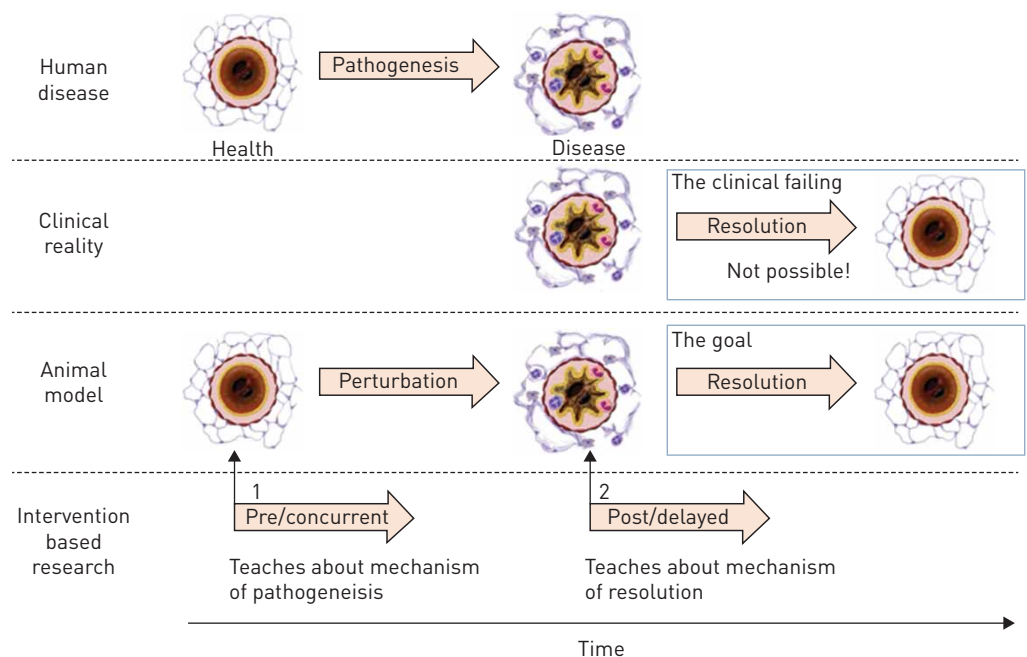 Human
disease
Pathogenesis
Health
Disease
Clinical
reality
The clinical failing
Resolution
Not possible!
Animal
model
Perturbation
The goal
Resolution
Intervention
based
research
1
Pre/concurrent
Teaches about mechanism
of pathogeneisis
2
Post/delayed
Teaches about mechanism
of resolution
Time